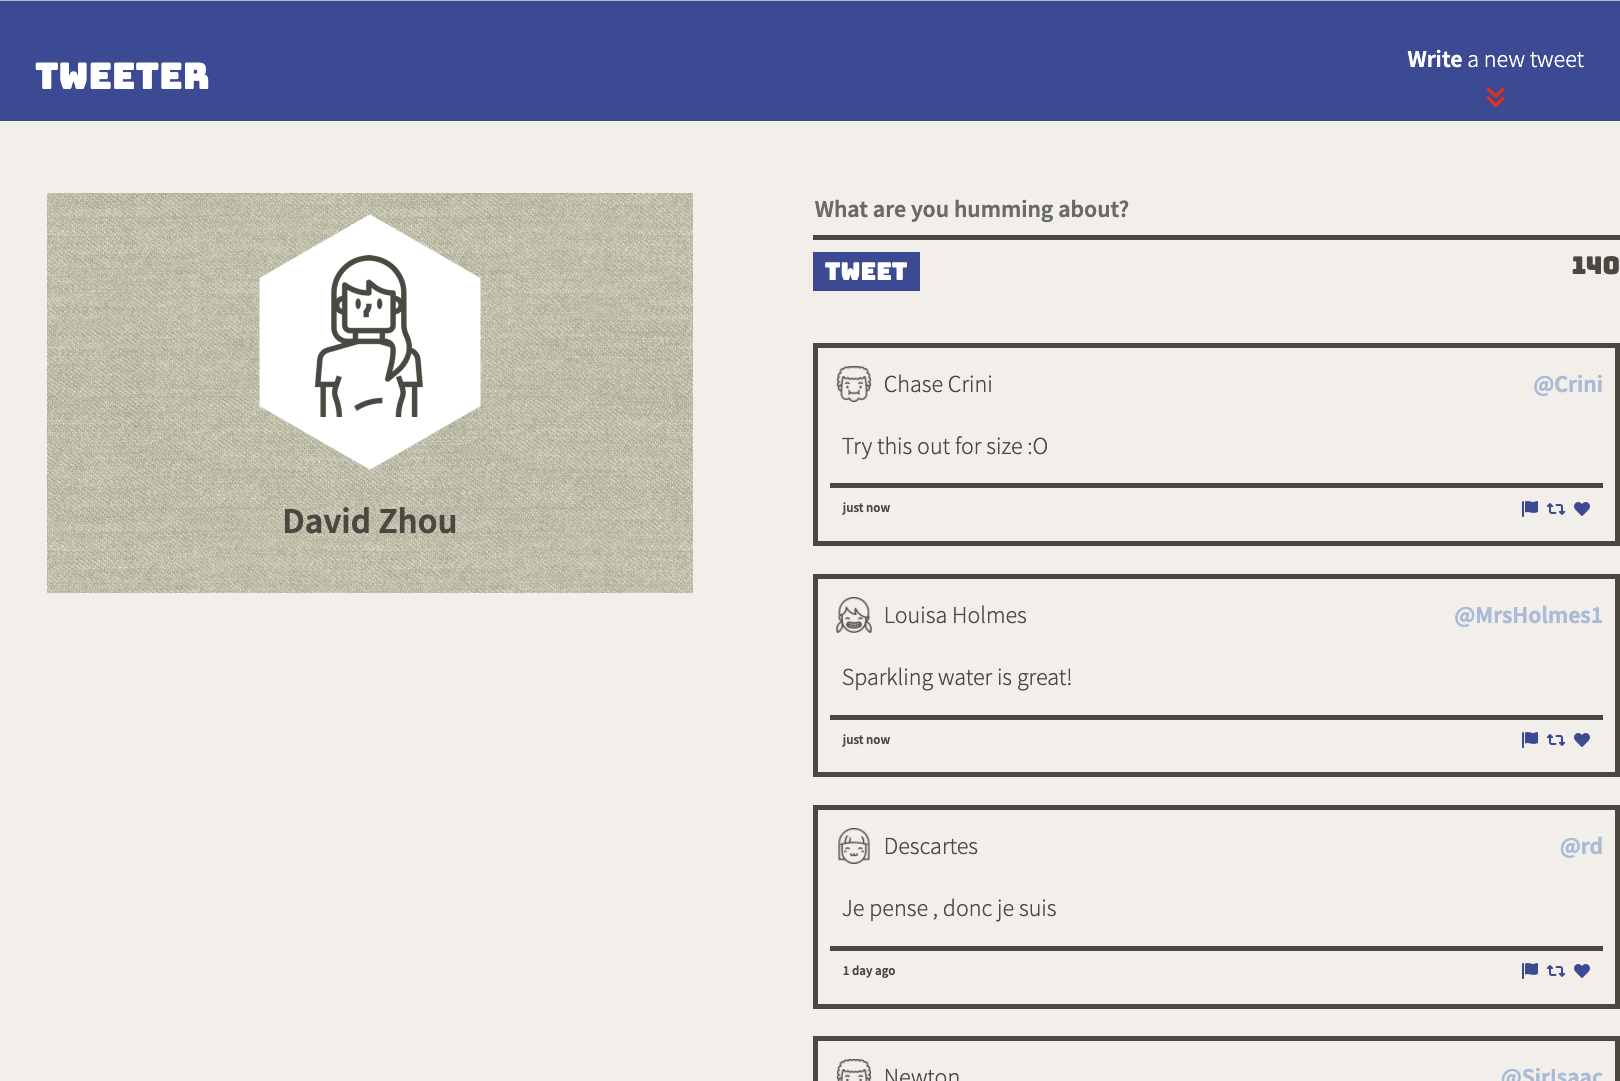 TWEETER
Write a new tweet
David Zhou
What are you humming about?
TWEET
140
Chase Crini
@Crini
Try this out for size :O
just now
Louisa Holmes
@MrsHolmes1
Sparkling water is great!
just now
Descartes
@rd
Je pense , donc je suis
1 day ago
Newton
@SirIsaac